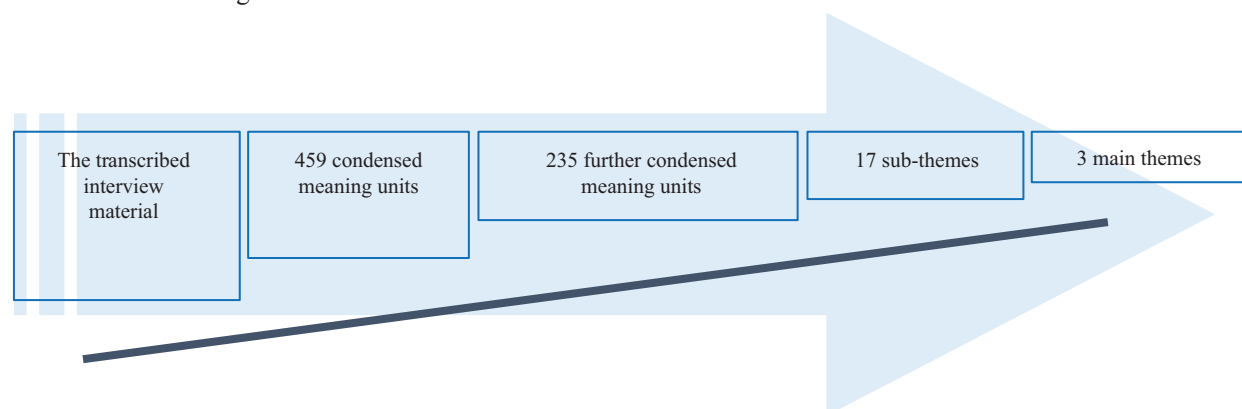 The transcribed
interview
material
459 condensed
meaning units
235 further condensed
meaning units
17 sub-themes
3 main themes